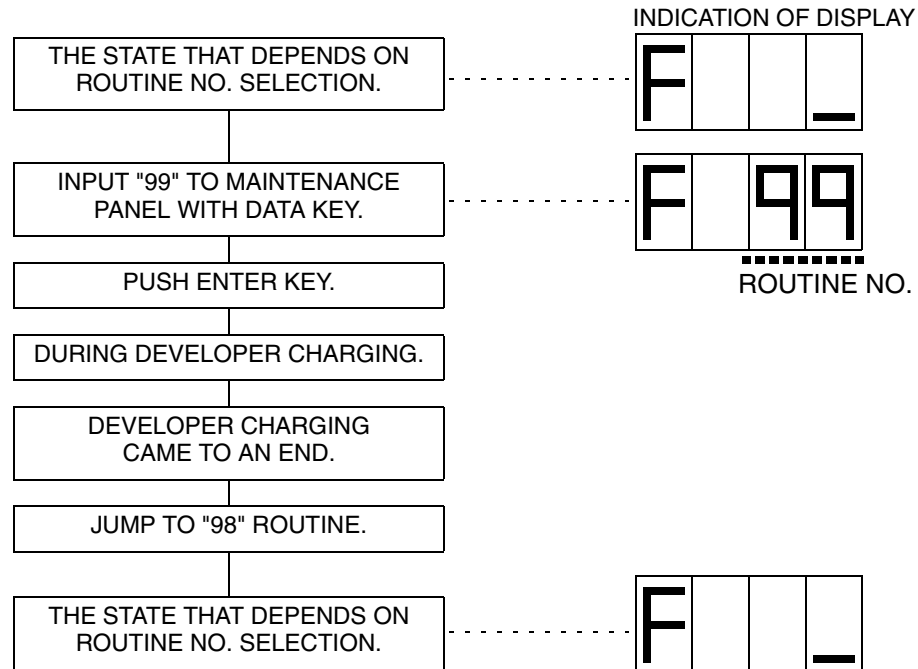 INDICATION OF DISPLAY
THE STATE THAT DEPENDS ON
ROUTINE NO. SELECTION.
F _
INPUT "99" TO MAINTENANCE
PANEL WITH DATA KEY.
F 99
ROUTINE NO.
PUSH ENTER KEY.
DURING DEVELOPER CHARGING.
DEVELOPER CHARGING
CAME TO AN END.
JUMP TO "98" ROUTINE.
THE STATE THAT DEPENDS ON
ROUTINE NO. SELECTION.
F _